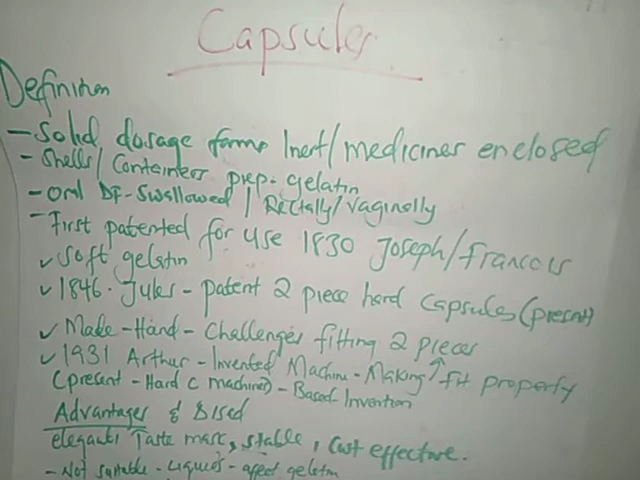 Capsules
Definition
- Solid dosage forms Inert/medicines enclosed
- Shells/Containers prep. gelatin
- Oral DF - Swallowed / Rectally/Vaginally
- First patented for use 1830 Joseph/Francois
✓ Soft gelatin
✓ 1846. Jules - patent 2 piece hard capsules (present)
✓ Make - Hand - Challenges fitting 2 pieces
✓ 1931 Arthur - Invented Machine - Making ↑ fit property
(present - Hard C machines) - Based Invention
Advantages & Disad
elegant, Taste mask, stable, cost effective.
- Not suitable - Liquids - affect gelatin